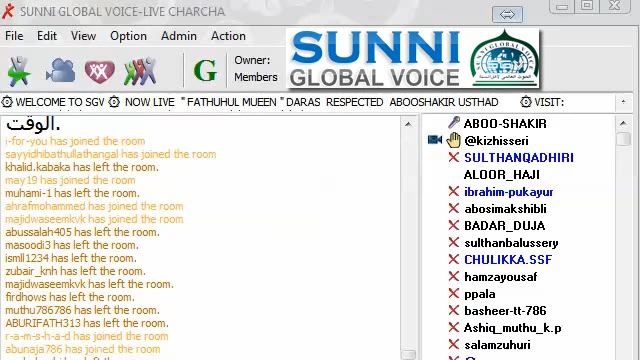 SUNNI GLOBAL VOICE-LIVE CHARCHA
File Edit View Option Admin Action
G Owner:
Members
SUNNI
GLOBAL VOICE
WELCOME TO SGV NOW LIVE " FATHUHUL MUEEN " DARAS RESPECTED ABOOSHAKIR USTHAD VISIT:
الوقت.
i-for-you has joined the room
sayyidhibathullathangal has joined the room
khalid.kabaka has left the room.
may19 has joined the room
muhami-1 has left the room.
ahrafmohammed has joined the room
majidwaseemkvk has joined the room
abussalah405 has left the room.
masoodi3 has left the room.
ismll1234 has left the room.
zubair_knh has left the room.
majidwaseemkvk has left the room.
firdhows has left the room.
muthu786786 has left the room.
ABURIFATH313 has left the room.
r-a-m-s-h-a-d has joined the room
abunaja786 has joined the room
ABOO-SHAKIR
@kizhisseri
SULTHANQADHIRI
ALOOR_HAJI
ibrahim-pukayur
abosimakshibli
BADAR_DUJA
sulthanbalussery
CHULIKKA.SSF
hamzayousaf
ppala
basheer-tt-786
Ashiq_muthu_k.p
salamzuhuri